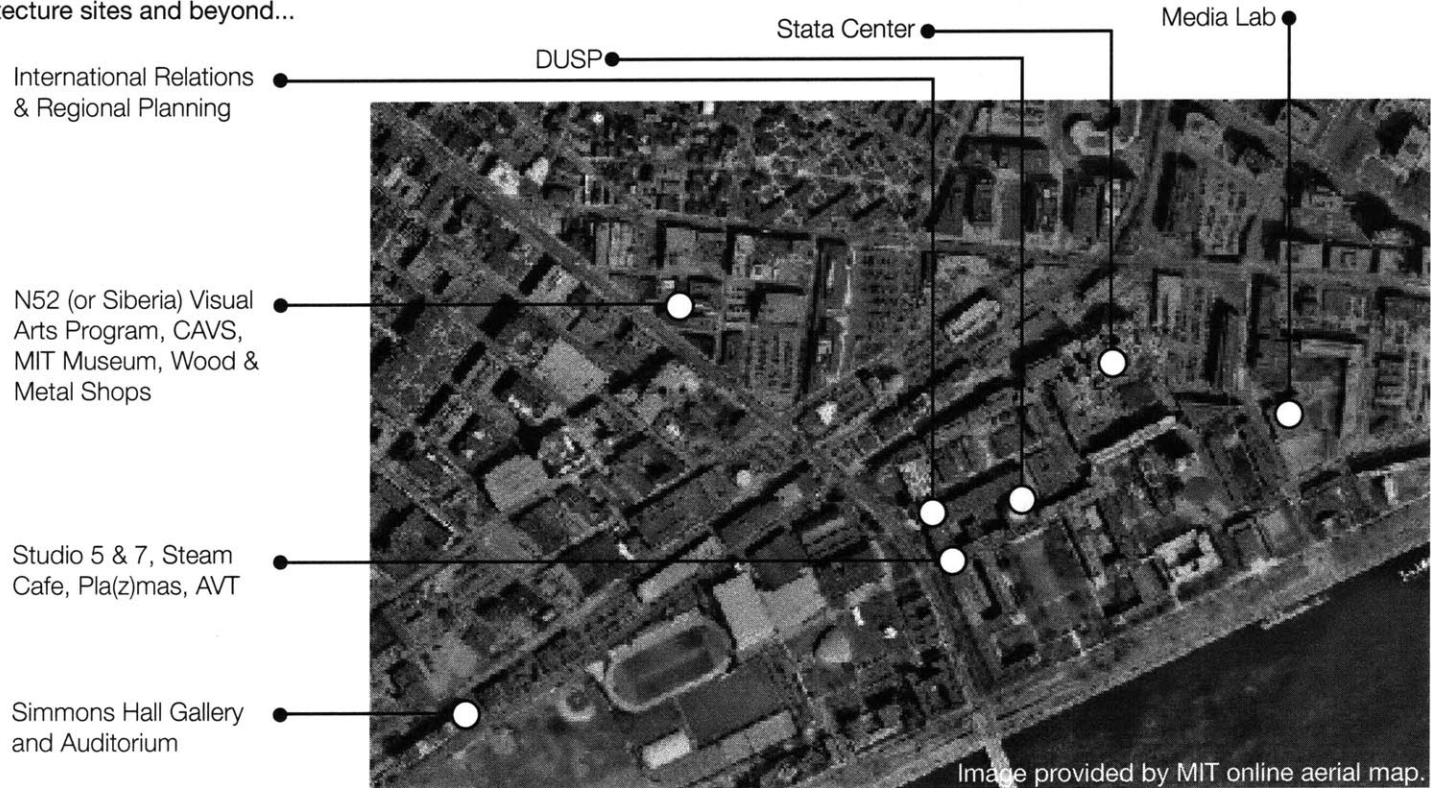 ecture sites and beyond...
Media Lab
Stata Center
DUSP
International Relations
& Regional Planning
N52 (or Siberia) Visual
Arts Program, CAVS,
MIT Museum, Wood &
Metal Shops
Studio 5 & 7, Steam
Cafe, Pla(z)mas, AVT
Simmons Hall Gallery
and Auditorium
Image provided by MIT online aerial map.